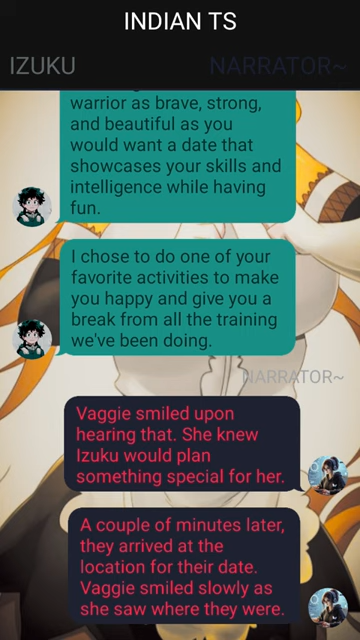 INDIAN TS
IZUKU NARRATOR~
warrior as brave, strong,
and beautiful as you
would want a date that
showcases your skills and
intelligence while having
fun.
I chose to do one of your
favorite activities to make
you happy and give you a
break from all the training
we've been doing.
NARRATOR~
Vaggie smiled upon
hearing that. She knew
Izuku would plan
something special for her.
A couple of minutes later,
they arrived at the
location for their date.
Vaggie smiled slowly as
she saw where they were.